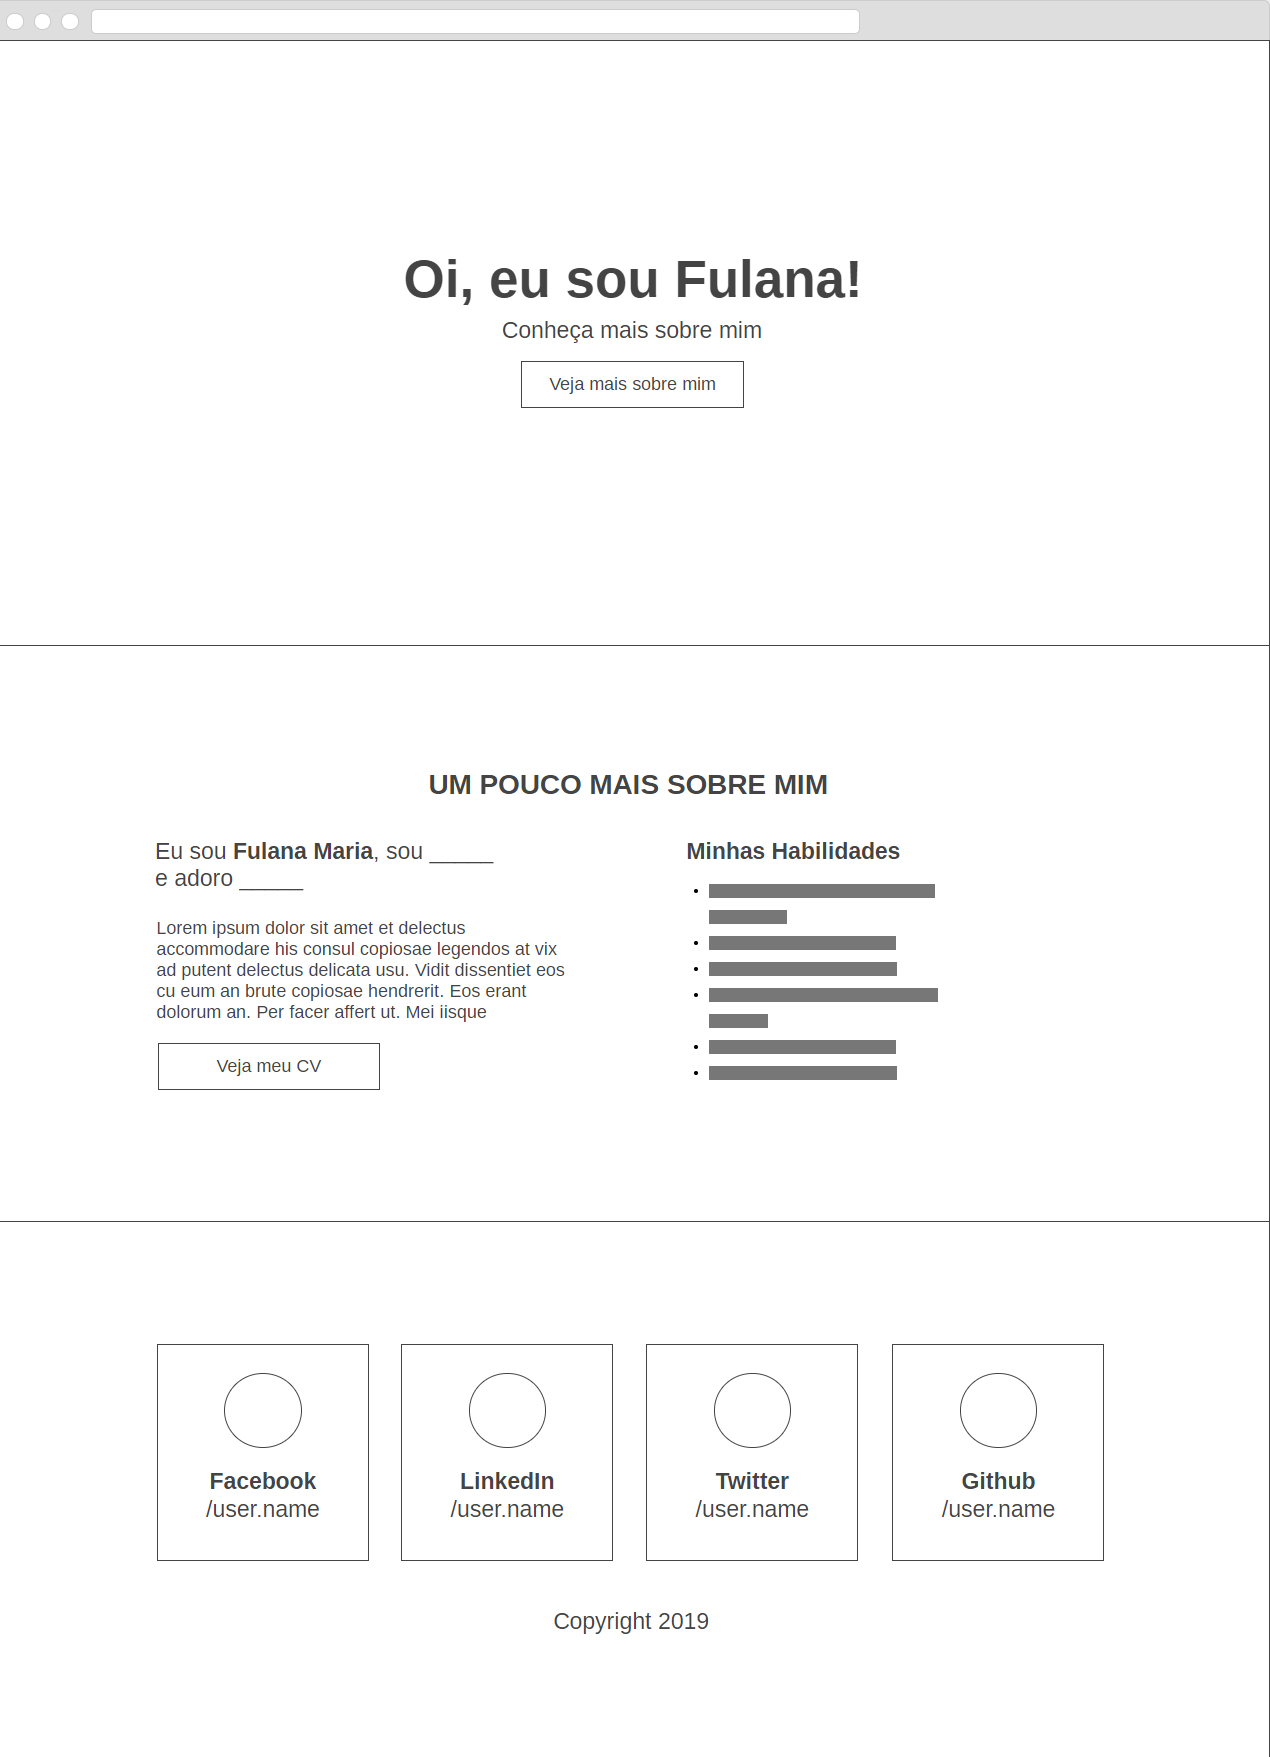 Oi, eu sou Fulana!
Conheça mais sobre mim
Veja mais sobre mim
UM POUCO MAIS SOBRE MIM
Eu sou Fulana Maria, sou _____
e adoro _____
Lorem ipsum dolor sit amet et delectus
accommodare his consul copiosae legendos at vix
ad putent delectus delicata usu. Vidit dissentiet eos
cu eum an brute copiosae hendrerit. Eos erant
dolorum an. Per facer affert ut. Mei iisque
Veja meu CV
Minhas Habilidades
Facebook
/user.name
LinkedIn
/user.name
Twitter
/user.name
Github
/user.name
Copyright 2019